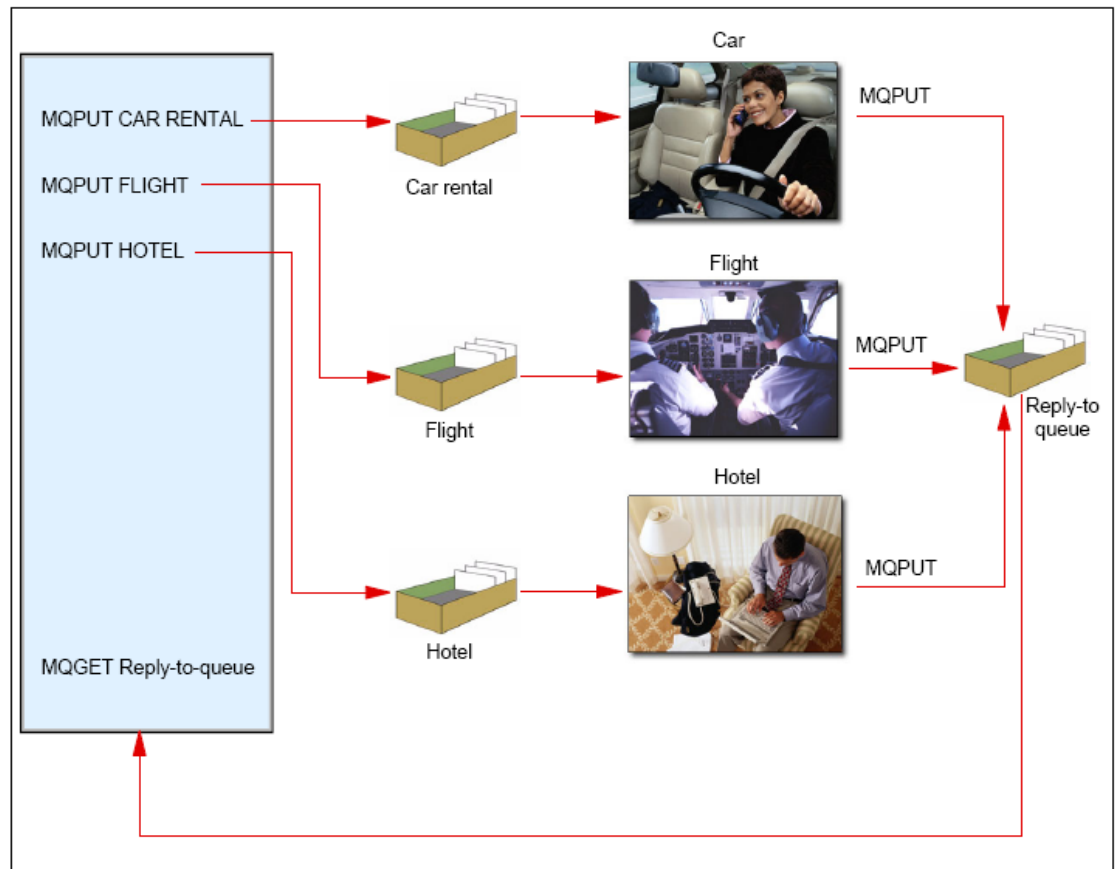 Car
MQPUT CAR RENTAL
MQPUT
Car rental
MQPUT FLIGHT
MQPUT HOTEL
Flight
MQPUT
Flight
Reply-to
queue
Hotel
MQPUT
Hotel
MQGET Reply-to-queue